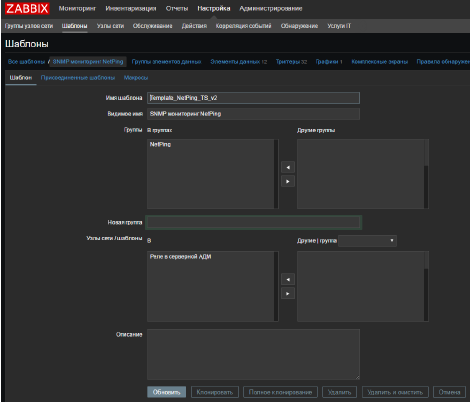 ZABBIX Мониторинг Инвентаризация Отчеты Настройка Администрирование
Группы узлов сети Шаблоны Узлы сети Обслуживание Действия Корреляция событий Обнаружение Услуги IT
Шаблоны
Все шаблоны / SNMP мониторинг NetPing Группы элементов данных Элементы данных 12 Триггеры 32 Графики 1 Комплексные экраны Правила обнаружен
Шаблон Присоединенные шаблоны Макросы
Имя шаблона Template_NetPing_TS_v2
Видимое имя SNMP мониторинг NetPing
Группы В группах Другие группы
NetPing
Новая группа
Узлы сети / шаблоны В Другие | группа
Реле в серверной АДМ
Описание
Обновить Клонировать Полное клонирование Удалить Удалить и очистить Отмена